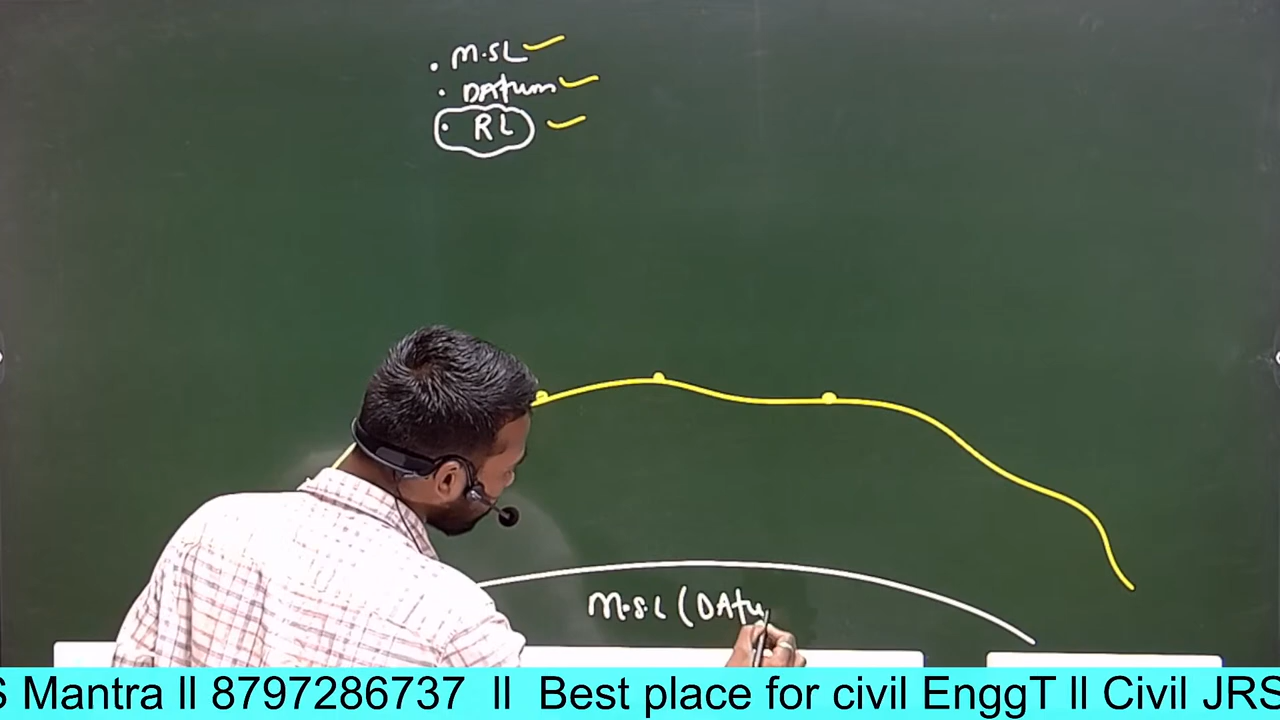 • M.SL
• DATUM
• RL
M.S.L (DATU
S Mantra ll 8797286737 ll Best place for civil EnggT ll Civil JRS